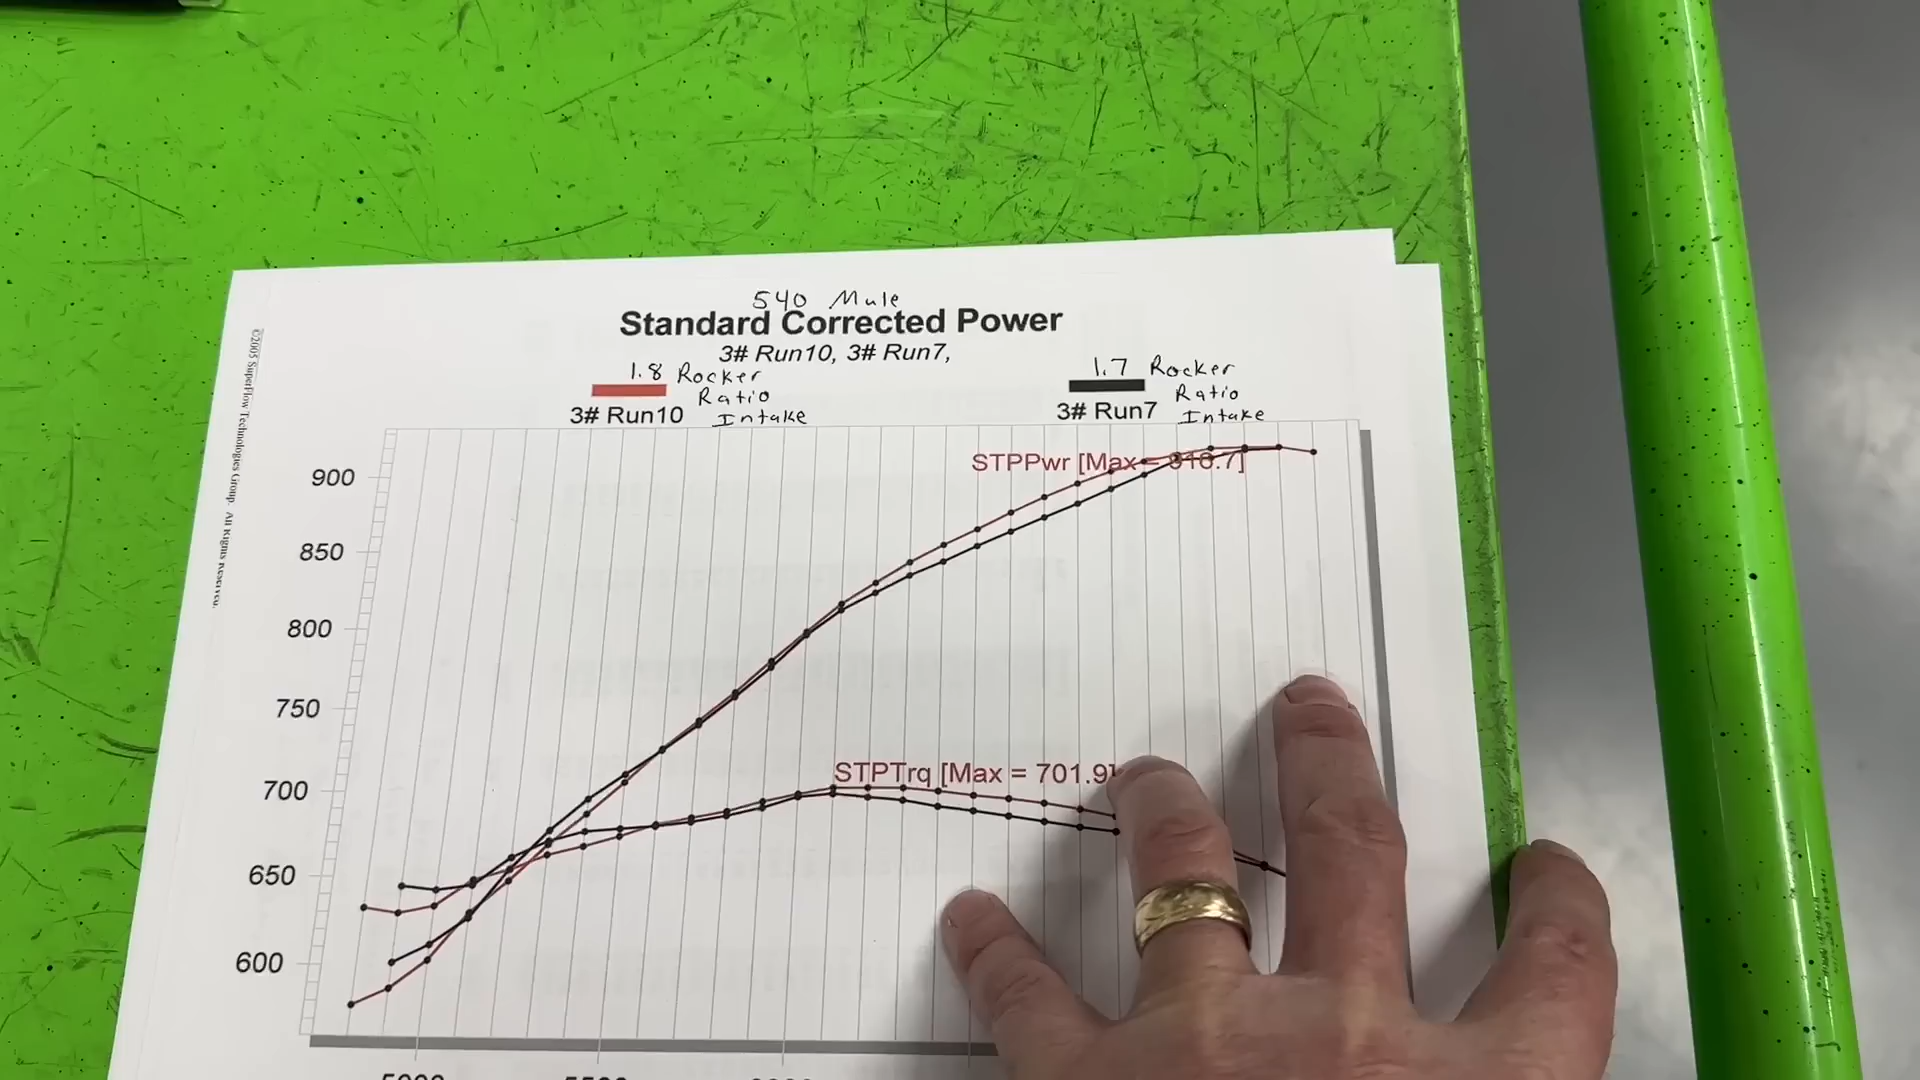 540 Mule
Standard Corrected Power
3# Run10, 3# Run7,
1.8 Rocker
Ratio
3# Run10 Intake
1.7 Rocker
Ratio
3# Run7 Intake
©2005 SuperFlow Technologies Group. All Rights Reserved.
STPPwr [Max =
900
850
800
750
700
650
600
STPTrq [Max = 701.9]
5000
5500